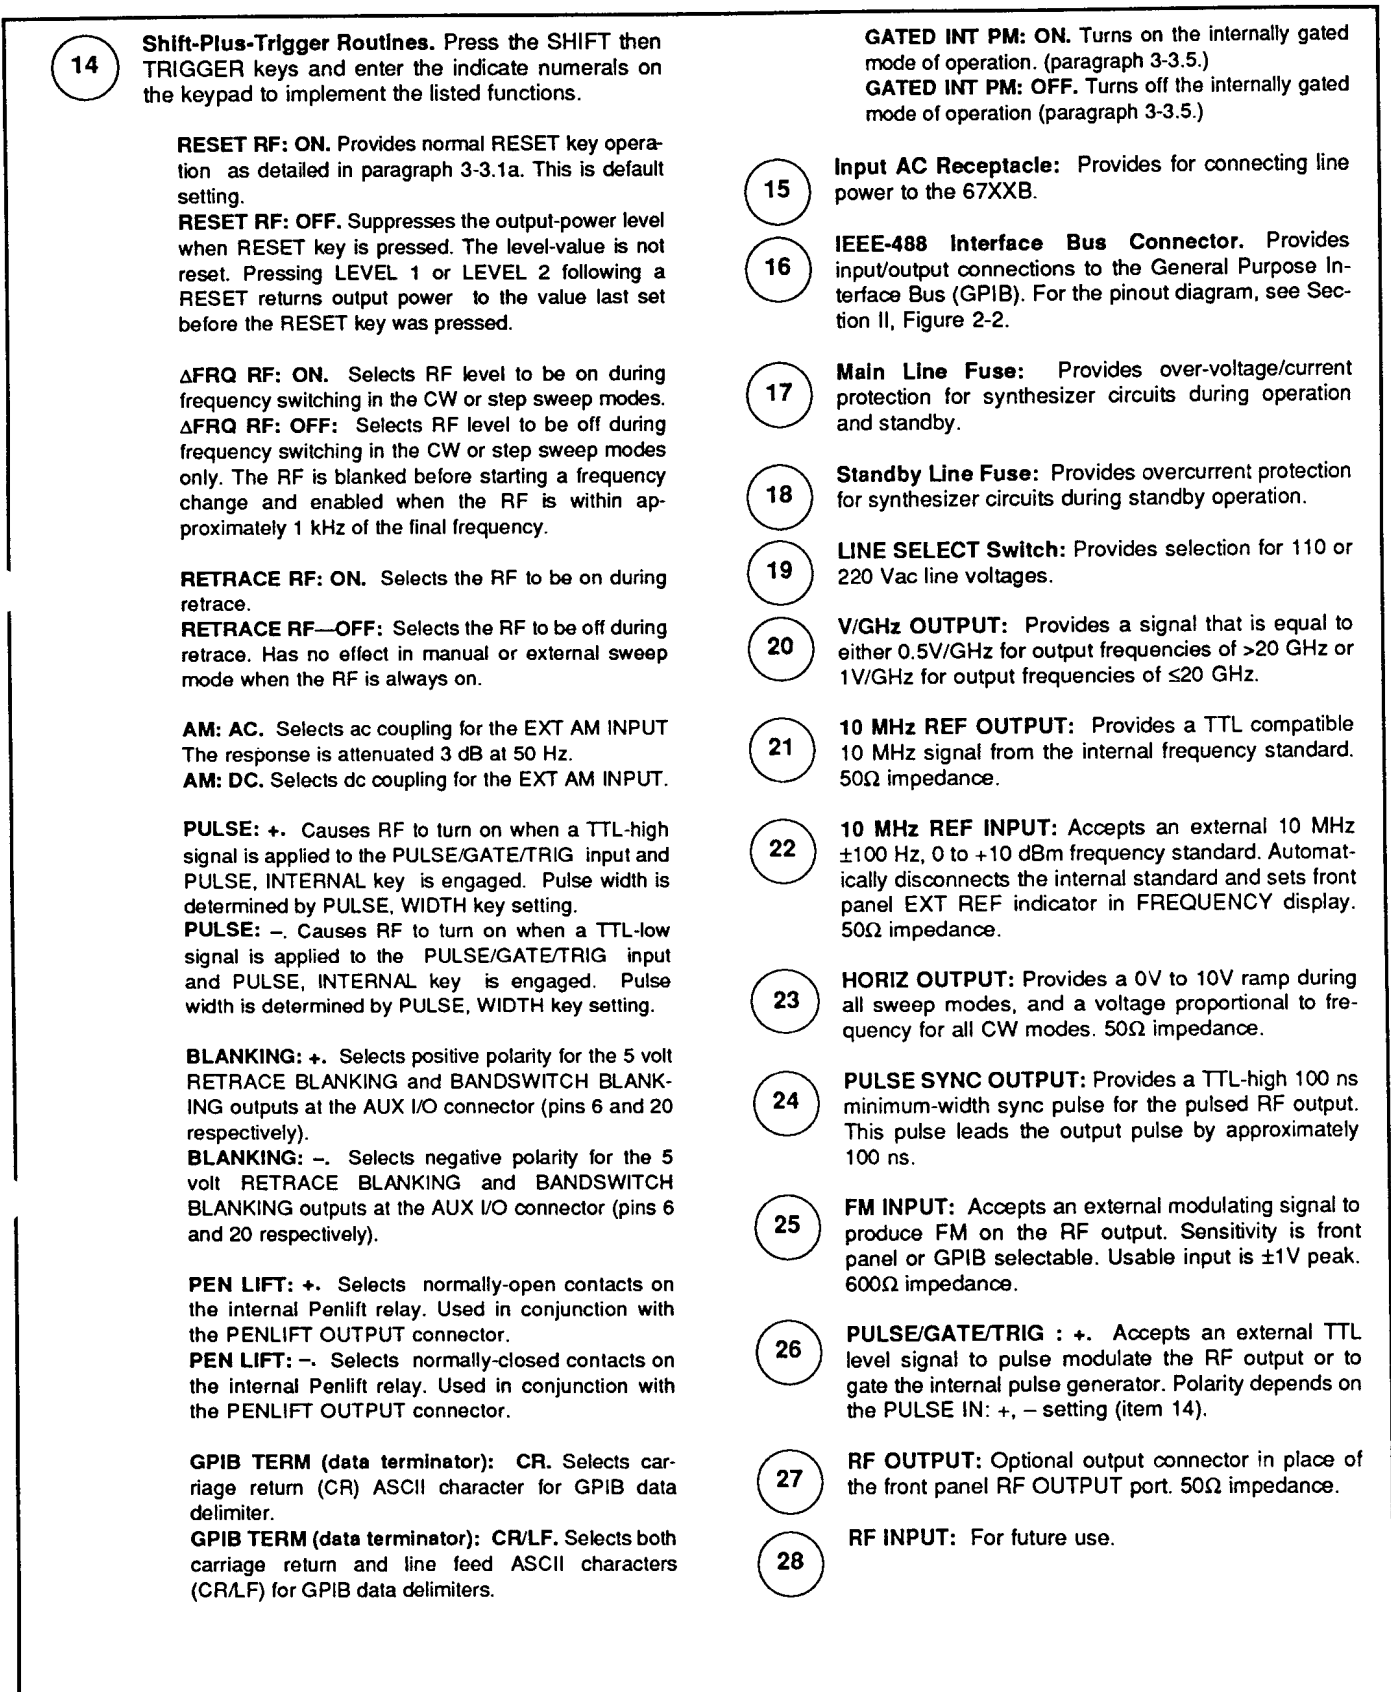 14
Shift-Plus-Trigger Routines. Press the SHIFT then
TRIGGER keys and enter the indicate numerals on
the keypad to implement the listed functions.
RESET RF: ON. Provides normal RESET key opera-
tion as detailed in paragraph 3-3.1a. This is default
setting.
RESET RF: OFF. Suppresses the output-power level
when RESET key is pressed. The level-value is not
reset. Pressing LEVEL 1 or LEVEL 2 following a
RESET returns output power to the value last set
before the RESET key was pressed.
ΔFRQ RF: ON. Selects RF level to be on during
frequency switching in the CW or step sweep modes.
ΔFRQ RF: OFF: Selects RF level to be off during
frequency switching in the CW or step sweep modes
only. The RF is blanked before starting a frequency
change and enabled when the RF is within ap-
proximately 1 kHz of the final frequency.
RETRACE RF: ON. Selects the RF to be on during
retrace.
RETRACE RF—OFF: Selects the RF to be off during
retrace. Has no effect in manual or external sweep
mode when the RF is always on.
AM: AC. Selects ac coupling for the EXT AM INPUT
The response is attenuated 3 dB at 50 Hz.
AM: DC. Selects dc coupling for the EXT AM INPUT.
PULSE: +. Causes RF to turn on when a TTL-high
signal is applied to the PULSE/GATE/TRIG input and
PULSE, INTERNAL key is engaged. Pulse width is
determined by PULSE, WIDTH key setting.
PULSE: –. Causes RF to turn on when a TTL-low
signal is applied to the PULSE/GATE/TRIG input
and PULSE, INTERNAL key is engaged. Pulse
width is determined by PULSE, WIDTH key setting.
BLANKING: +. Selects positive polarity for the 5 volt
RETRACE BLANKING and BANDSWITCH BLANK-
ING outputs at the AUX I/O connector (pins 6 and 20
respectively).
BLANKING: –. Selects negative polarity for the 5
volt RETRACE BLANKING and BANDSWITCH
BLANKING outputs at the AUX I/O connector (pins 6
and 20 respectively).
PEN LIFT: +. Selects normally-open contacts on
the internal Penlift relay. Used in conjunction with
the PENLIFT OUTPUT connector.
PEN LIFT: –. Selects normally-closed contacts on
the internal Penlift relay. Used in conjunction with
the PENLIFT OUTPUT connector.
GPIB TERM (data terminator): CR. Selects car-
riage return (CR) ASCII character for GPIB data
delimiter.
GPIB TERM (data terminator): CR/LF. Selects both
carriage return and line feed ASCII characters
(CR/LF) for GPIB data delimiters.
GATED INT PM: ON. Turns on the internally gated
mode of operation. (paragraph 3-3.5.)
GATED INT PM: OFF. Turns off the internally gated
mode of operation (paragraph 3-3.5.)
15
Input AC Receptacle: Provides for connecting line
power to the 67XXB.
16
IEEE-488 Interface Bus Connector. Provides
input/output connections to the General Purpose In-
terface Bus (GPIB). For the pinout diagram, see Sec-
tion II, Figure 2-2.
17
Main Line Fuse: Provides over-voltage/current
protection for synthesizer circuits during operation
and standby.
18
Standby Line Fuse: Provides overcurrent protection
for synthesizer circuits during standby operation.
19
LINE SELECT Switch: Provides selection for 110 or
220 Vac line voltages.
20
V/GHz OUTPUT: Provides a signal that is equal to
either 0.5V/GHz for output frequencies of >20 GHz or
1V/GHz for output frequencies of ≤20 GHz.
21
10 MHz REF OUTPUT: Provides a TTL compatible
10 MHz signal from the internal frequency standard.
50Ω impedance.
22
10 MHz REF INPUT: Accepts an external 10 MHz
±100 Hz, 0 to +10 dBm frequency standard. Automat-
ically disconnects the internal standard and sets front
panel EXT REF indicator in FREQUENCY display.
50Ω impedance.
23
HORIZ OUTPUT: Provides a 0V to 10V ramp during
all sweep modes, and a voltage proportional to fre-
quency for all CW modes. 50Ω impedance.
24
PULSE SYNC OUTPUT: Provides a TTL-high 100 ns
minimum-width sync pulse for the pulsed RF output.
This pulse leads the output pulse by approximately
100 ns.
25
FM INPUT: Accepts an external modulating signal to
produce FM on the RF output. Sensitivity is front
panel or GPIB selectable. Usable input is ±1V peak.
600Ω impedance.
26
PULSE/GATE/TRIG : +. Accepts an external TTL
level signal to pulse modulate the RF output or to
gate the internal pulse generator. Polarity depends on
the PULSE IN: +, – setting (item 14).
27
RF OUTPUT: Optional output connector in place of
the front panel RF OUTPUT port. 50Ω impedance.
28
RF INPUT: For future use.